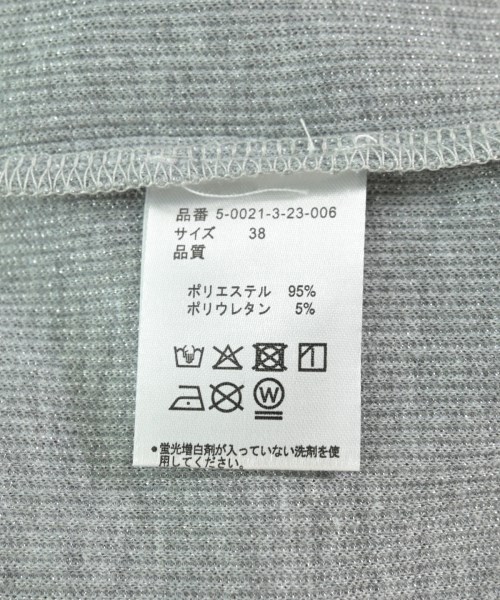 品番 5-0021-3-23-006
サイズ 38
品質
ポリエステル 95%
ポリウレタン 5%
W
●蛍光増白剤が入っていない洗剤を使
用してください。